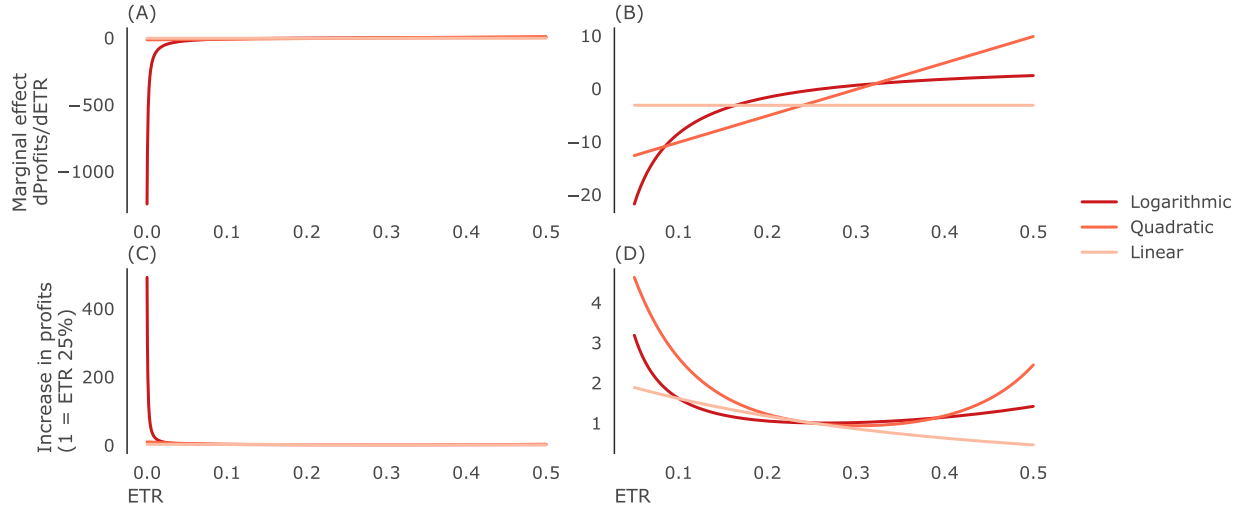 (A)
(B)
Marginal effect
dProfits/dETR
0
−500
−1000
0.0 0.1 0.2 0.3 0.4 0.5
10
0
−10
−20
0.1 0.2 0.3 0.4 0.5
Logarithmic
Quadratic
Linear
(C)
(D)
Increase in profits
(1 = ETR 25%)
400
200
0
0.0 0.1 0.2 0.3 0.4 0.5
ETR
4
3
2
1
0.1 0.2 0.3 0.4 0.5
ETR